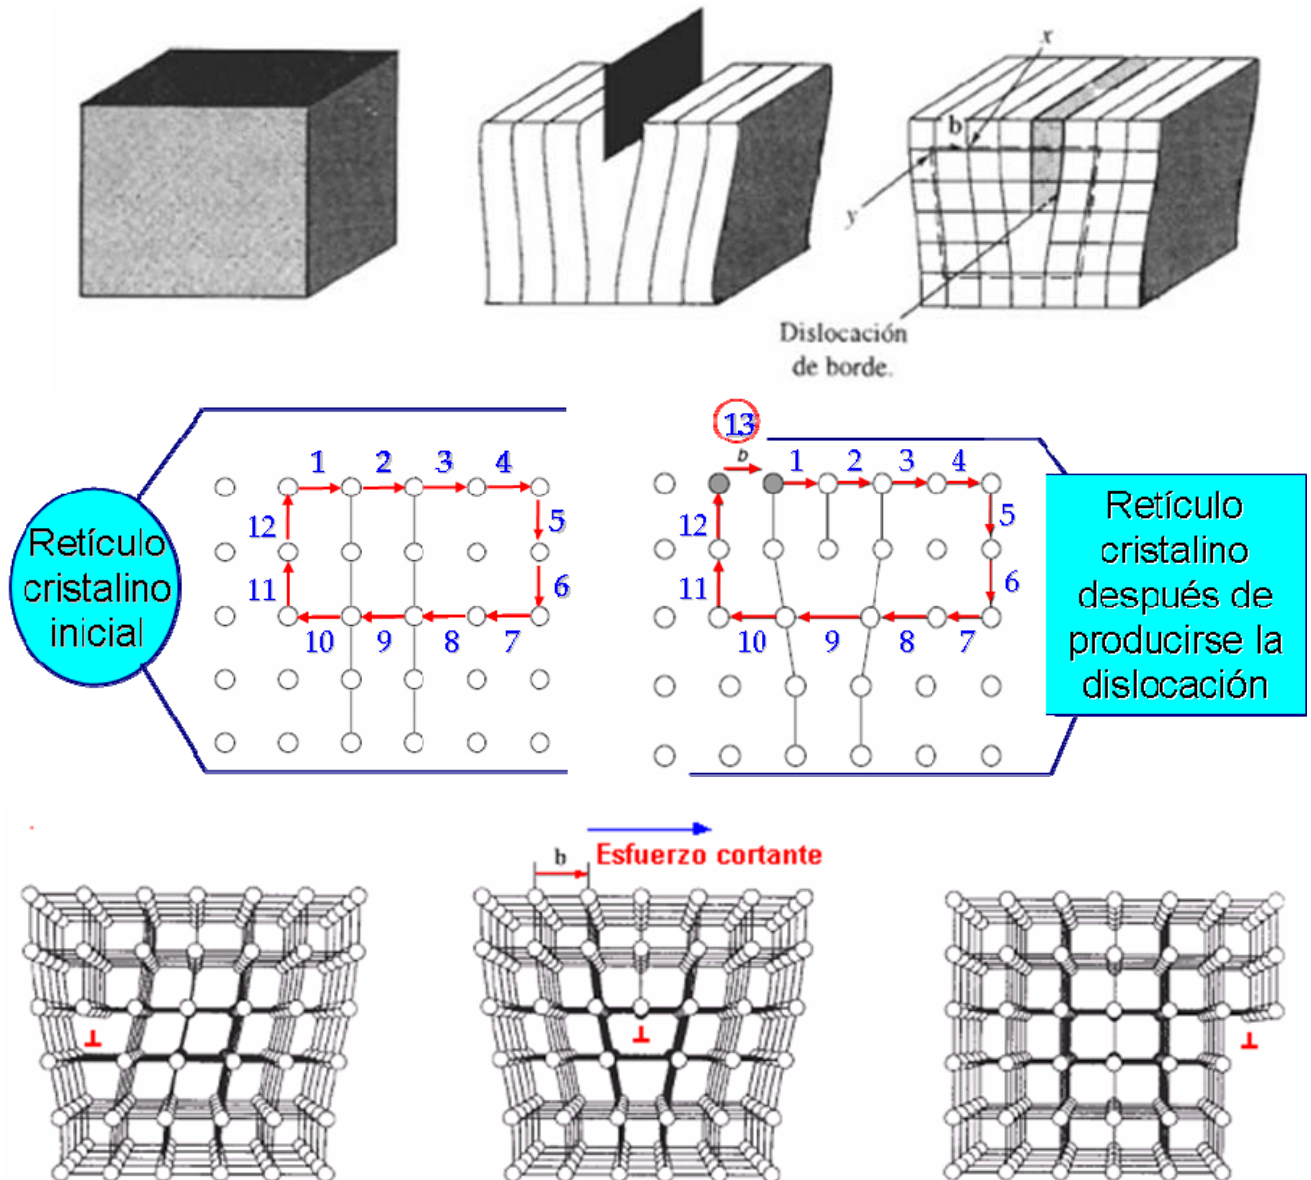 x
b
y
Dislocación
de borde.
13
b
1 2 3 4
12
5
11
6
10 9 8 7
Retículo
cristalino
inicial
1 2 3 4
12
5
11
6
10 9 8 7
Retículo
cristalino
después de
producirse la
dislocación
b
Esfuerzo cortante
⊥
⊥
⊥